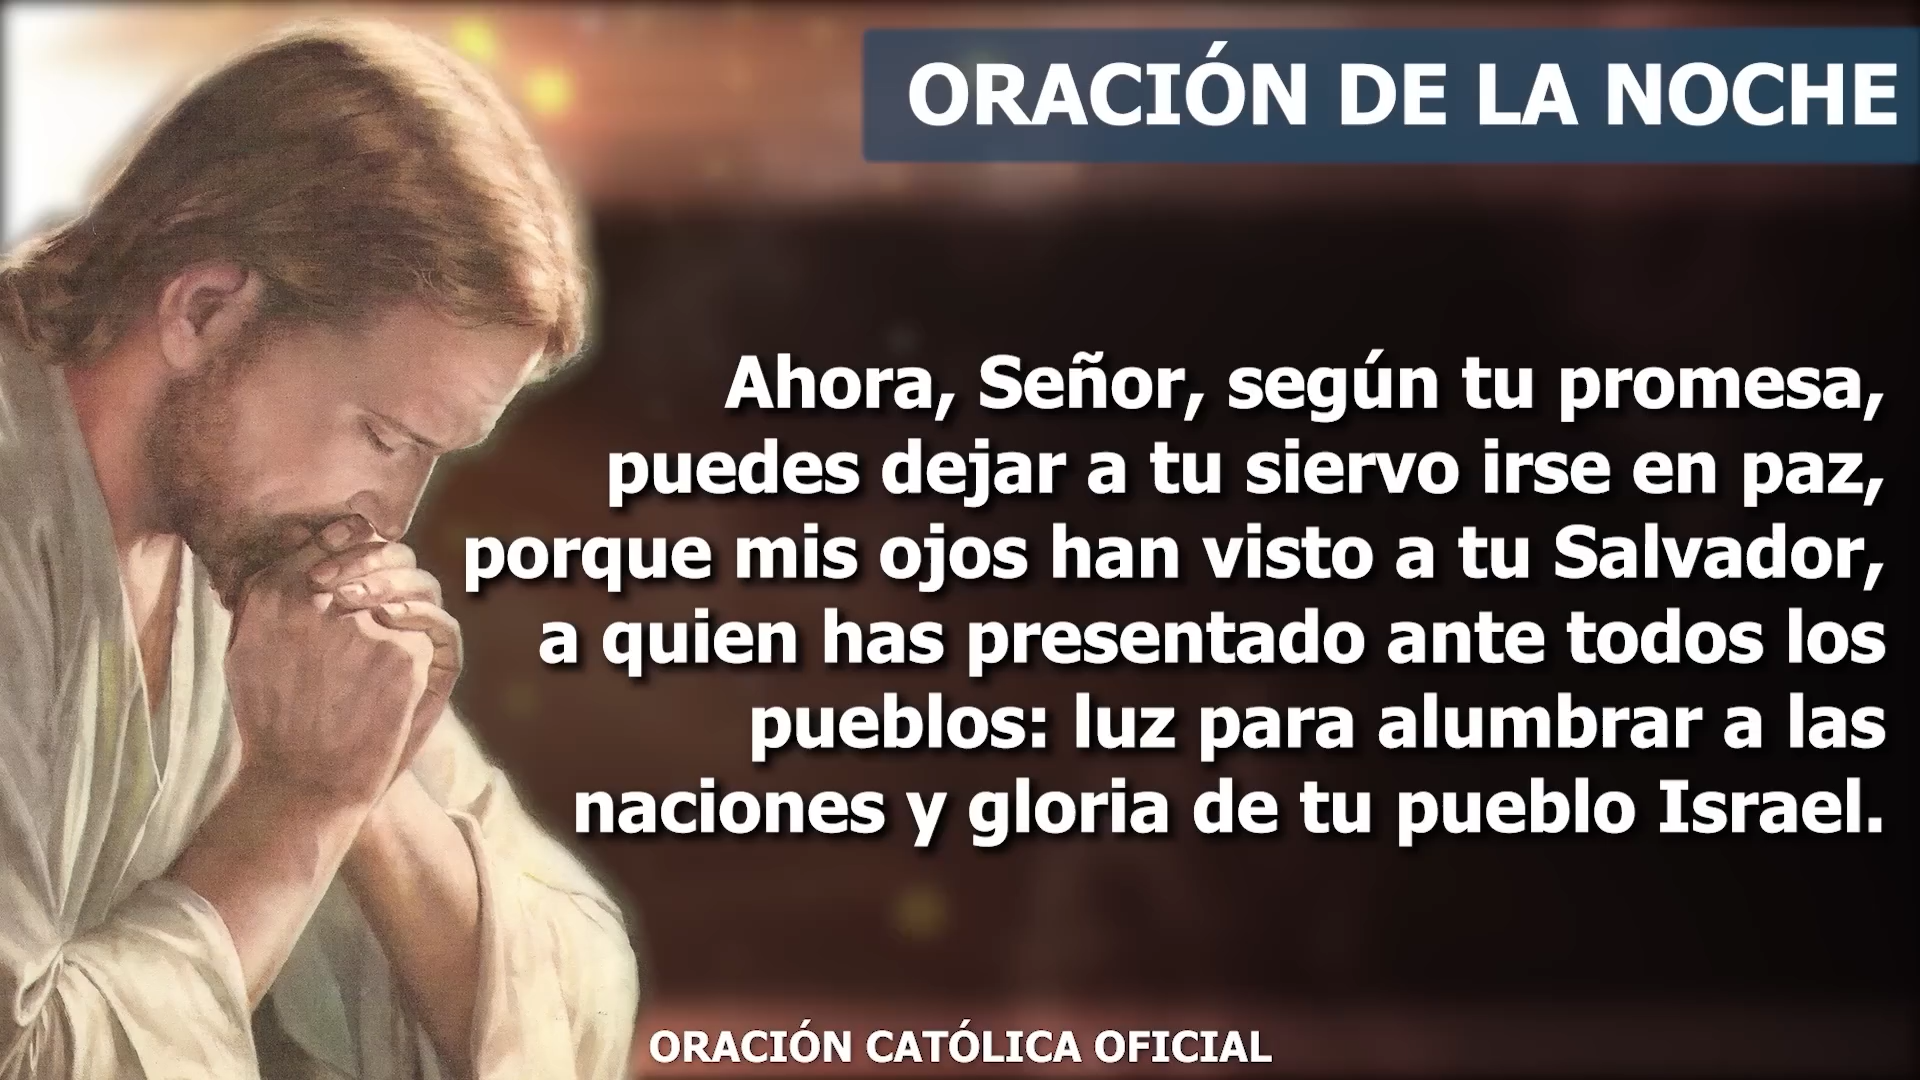 ORACIÓN DE LA NOCHE
Ahora, Señor, según tu promesa,
puedes dejar a tu siervo irse en paz,
porque mis ojos han visto a tu Salvador,
a quien has presentado ante todos los
pueblos: luz para alumbrar a las
naciones y gloria de tu pueblo Israel.
ORACIÓN CATÓLICA OFICIAL